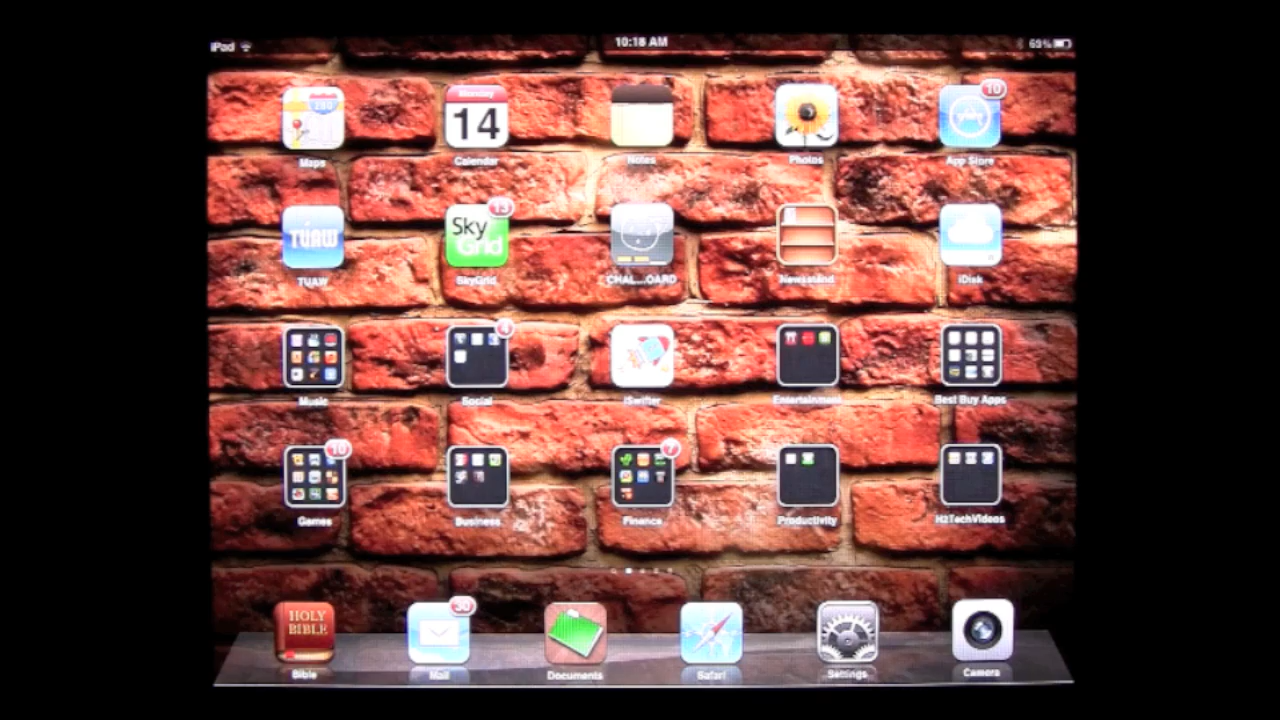 iPad 10:18 AM 69%
280 Monday 14 10
Maps Calendar Notes Photos App Store
TUAW Sky Grid 13
TUAW SkyGrid CHAL...OARD Newsstand iDisk
4
Music Social iSwifter Entertainment Best Buy Apps
10 7
Games Business Finance Productivity H2TechVideos
HOLY BIBLE 30
Bible Mail Documents Safari Settings Camera